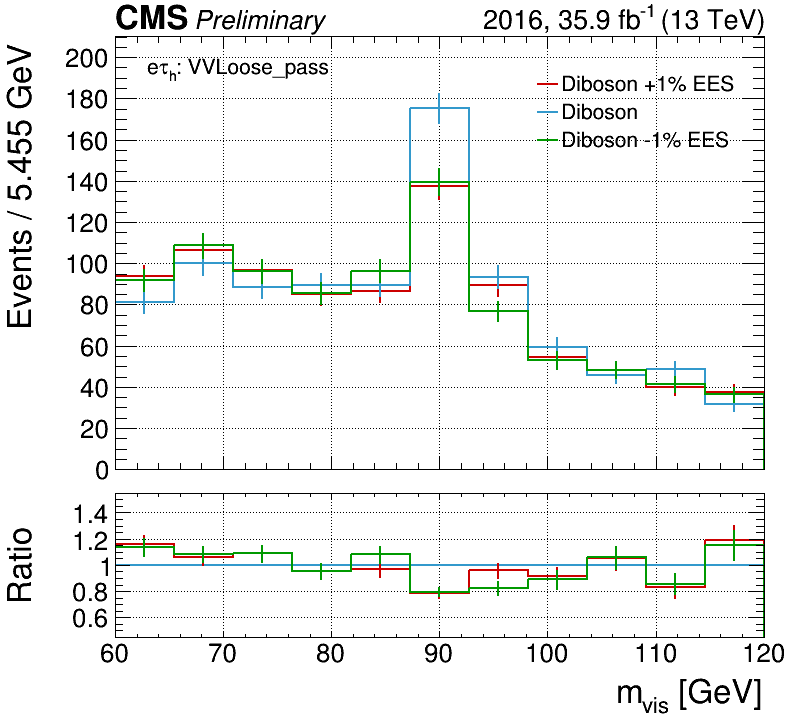 CMS Preliminary 2016, 35.9 fb⁻¹ (13 TeV)
eτₕ: VVLoose_pass
Diboson +1% EES
Diboson
Diboson -1% EES
Events / 5.455 GeV
200
180
160
140
120
100
80
60
40
20
0
Ratio
1.4
1.2
1
0.8
0.6
60 70 80 90 100 110 120
m_vis [GeV]